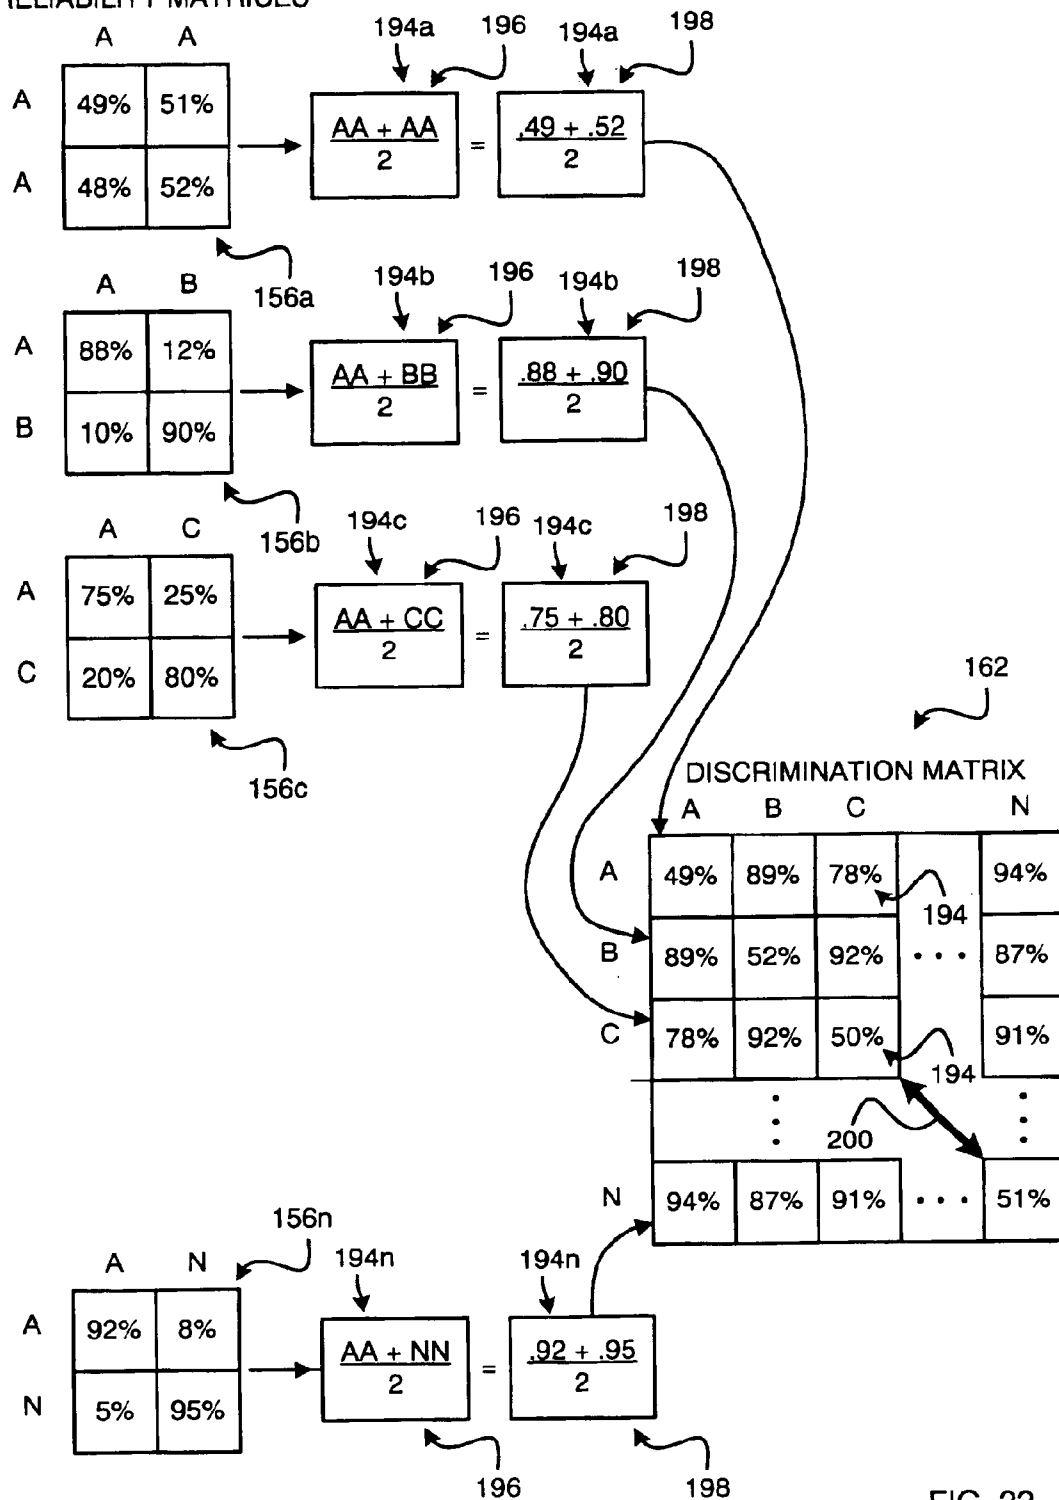 A A
194a 196 194a 198
A 49% 51%
AA + AA
2
=
.49 + .52
2
A 48% 52%
156a
A B
194b 196 194b 198
A 88% 12%
AA + BB
2
=
.88 + .90
2
B 10% 90%
156b
A C
194c 196 194c 198
A 75% 25%
AA + CC
2
=
.75 + .80
2
C 20% 80%
156c
162
DISCRIMINATION MATRIX
A B C N
A 49% 89% 78% 94%
194
B 89% 52% 92% • • • 87%
C 78% 92% 50% 91%
194
200
N 94% 87% 91% • • • 51%
156n
A N
194n 194n
A 92% 8%
AA + NN
2
=
.92 + .95
2
N 5% 95%
196 198